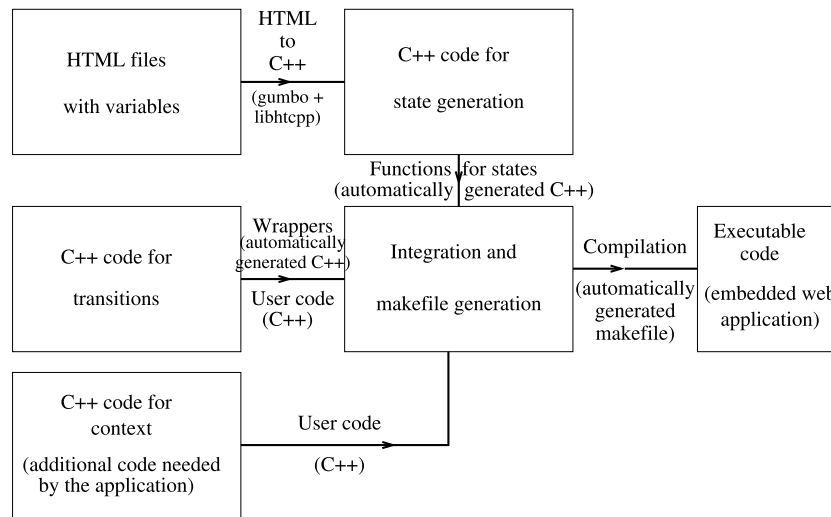 HTML files
with variables
HTML
to
C++
(gumbo +
libhtcpp)
C++ code for
state generation
Functions for states
(automatically generated C++)
C++ code for
transitions
Wrappers
(automatically
generated C++)
User code
(C++)
Integration and
makefile generation
Compilation
(automatically
generated
makefile)
Executable
code
(embedded web
application)
C++ code for
context
(additional code needed
by the application)
User code
(C++)